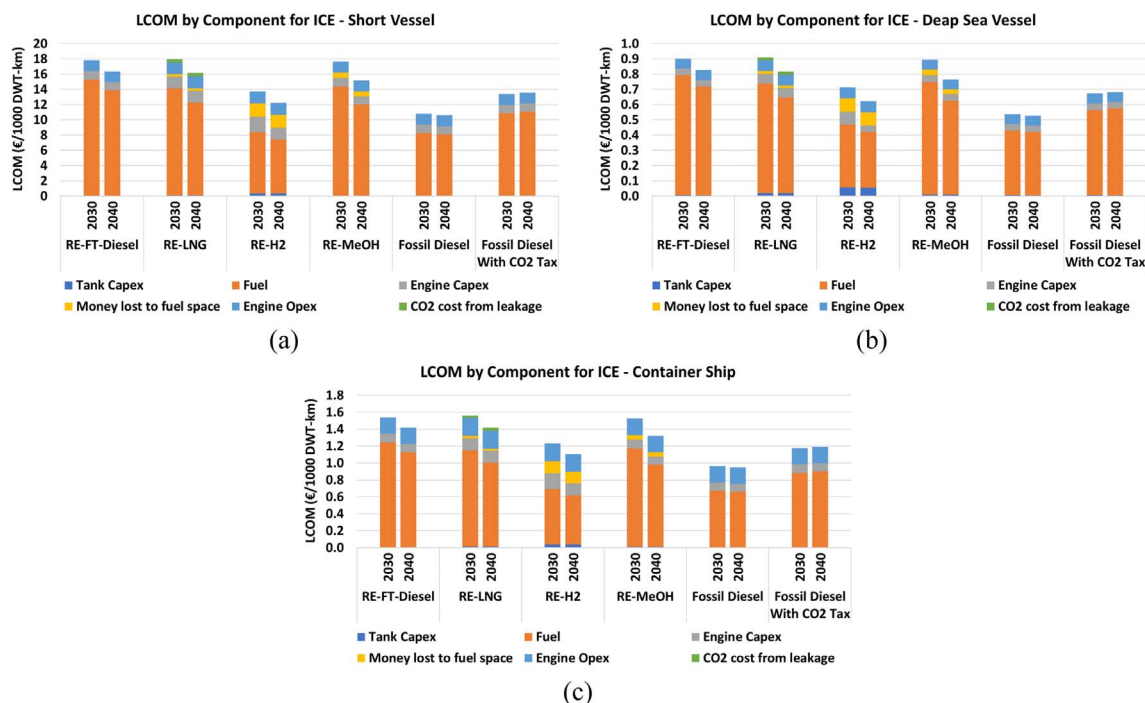 LCOM by Component for ICE - Short Vessel
LCOM (€/1000 DWT-km)
20
18
16
14
12
10
8
6
4
2
0
2030 2040 2030 2040 2030 2040 2030 2040 2030 2040 2030 2040
RE-FT-Diesel RE-LNG RE-H2 RE-MeOH Fossil Diesel Fossil Diesel
With CO2 Tax
Tank Capex Fuel Engine Capex
Money lost to fuel space Engine Opex CO2 cost from leakage
(a)
LCOM by Component for ICE - Deap Sea Vessel
LCOM (€/1000 DWT-km)
1.0
0.9
0.8
0.7
0.6
0.5
0.4
0.3
0.2
0.1
0.0
2030 2040 2030 2040 2030 2040 2030 2040 2030 2040 2030 2040
RE-FT-Diesel RE-LNG RE-H2 RE-MeOH Fossil Diesel Fossil Diesel
With CO2 Tax
Tank Capex Fuel Engine Capex
Money lost to fuel space Engine Opex CO2 cost from leakage
(b)
LCOM by Component for ICE - Container Ship
LCOM (€/1000 DWT-km)
1.8
1.6
1.4
1.2
1.0
0.8
0.6
0.4
0.2
0.0
2030 2040 2030 2040 2030 2040 2030 2040 2030 2040 2030 2040
RE-FT-Diesel RE-LNG RE-H2 RE-MeOH Fossil Diesel Fossil Diesel
With CO2 Tax
Tank Capex Fuel Engine Capex
Money lost to fuel space Engine Opex CO2 cost from leakage
(c)